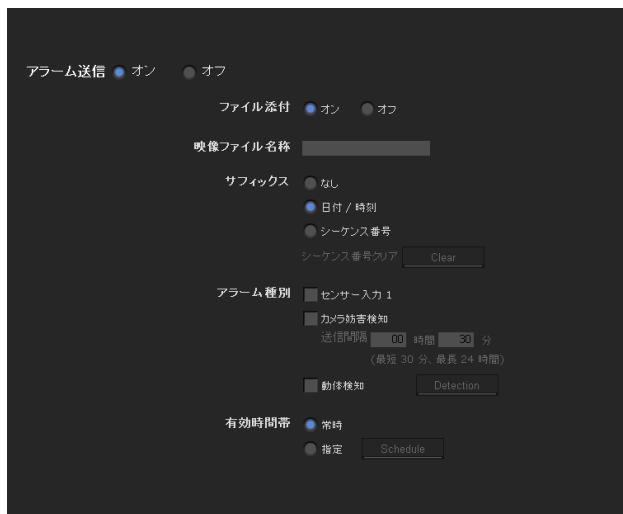 アラーム送信 オン オフ
ファイル添付 オン オフ
映像ファイル名称
サフィックス なし
日付 / 時刻
シーケンス番号
シーケンス番号クリア Clear
アラーム種別 センサー入力 1
カメラ妨害検知
送信間隔 00 時間 30 分
(最短 30 分、最長 24 時間)
動体検知 Detection
有効時間帯 常時
指定 Schedule